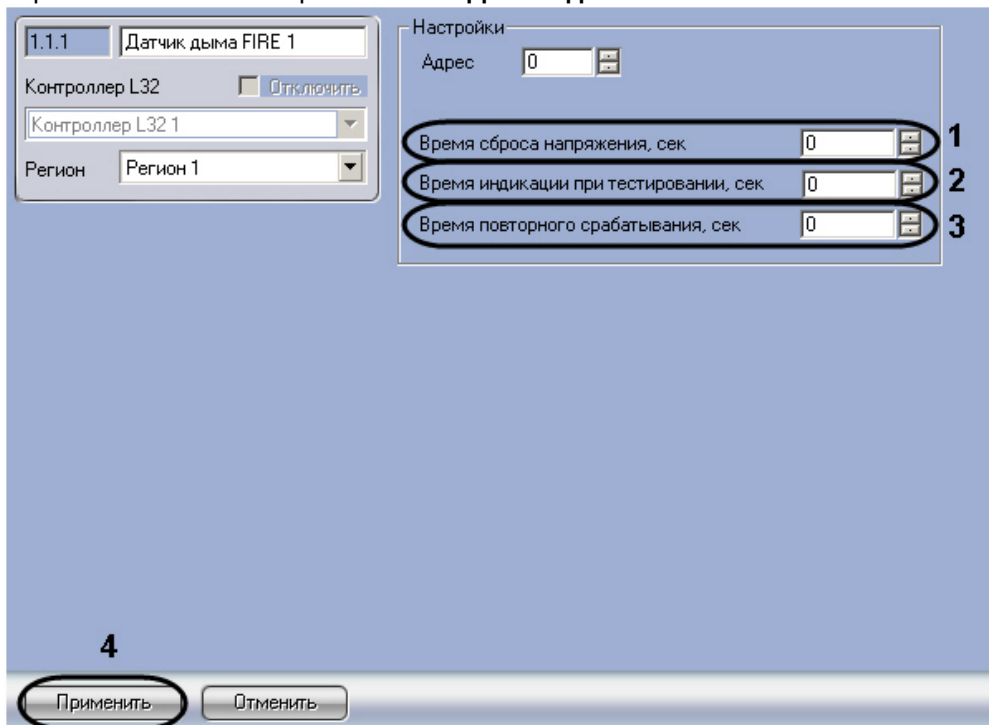 1.1.1 Датчик дыма FIRE 1
Контроллер L32 Отключить
Контроллер L32 1
Регион Регион 1
Настройки
Адрес 0
Время сброса напряжения, сек 0 1
Время индикации при тестировании, сек 0 2
Время повторного срабатывания, сек 0 3
4
Применить Отменить